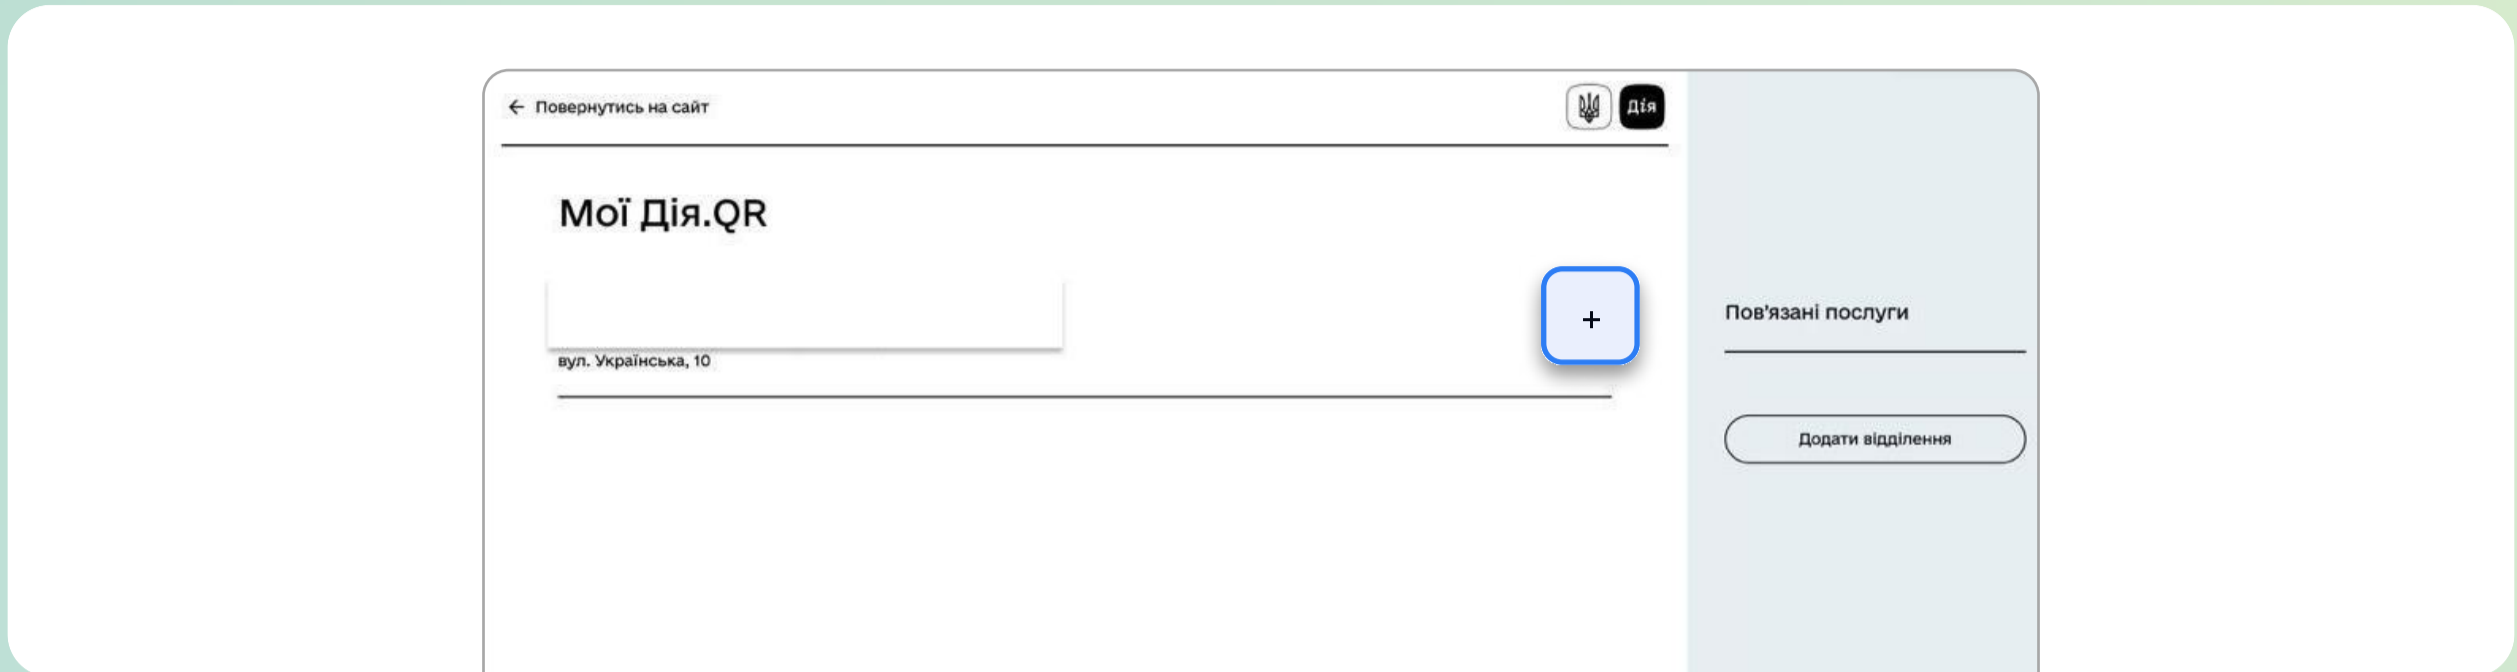 ← Повернутись на сайт
Дія
Мої Дія.QR
+
вул. Українська, 10
Пов'язані послуги
Додати відділення